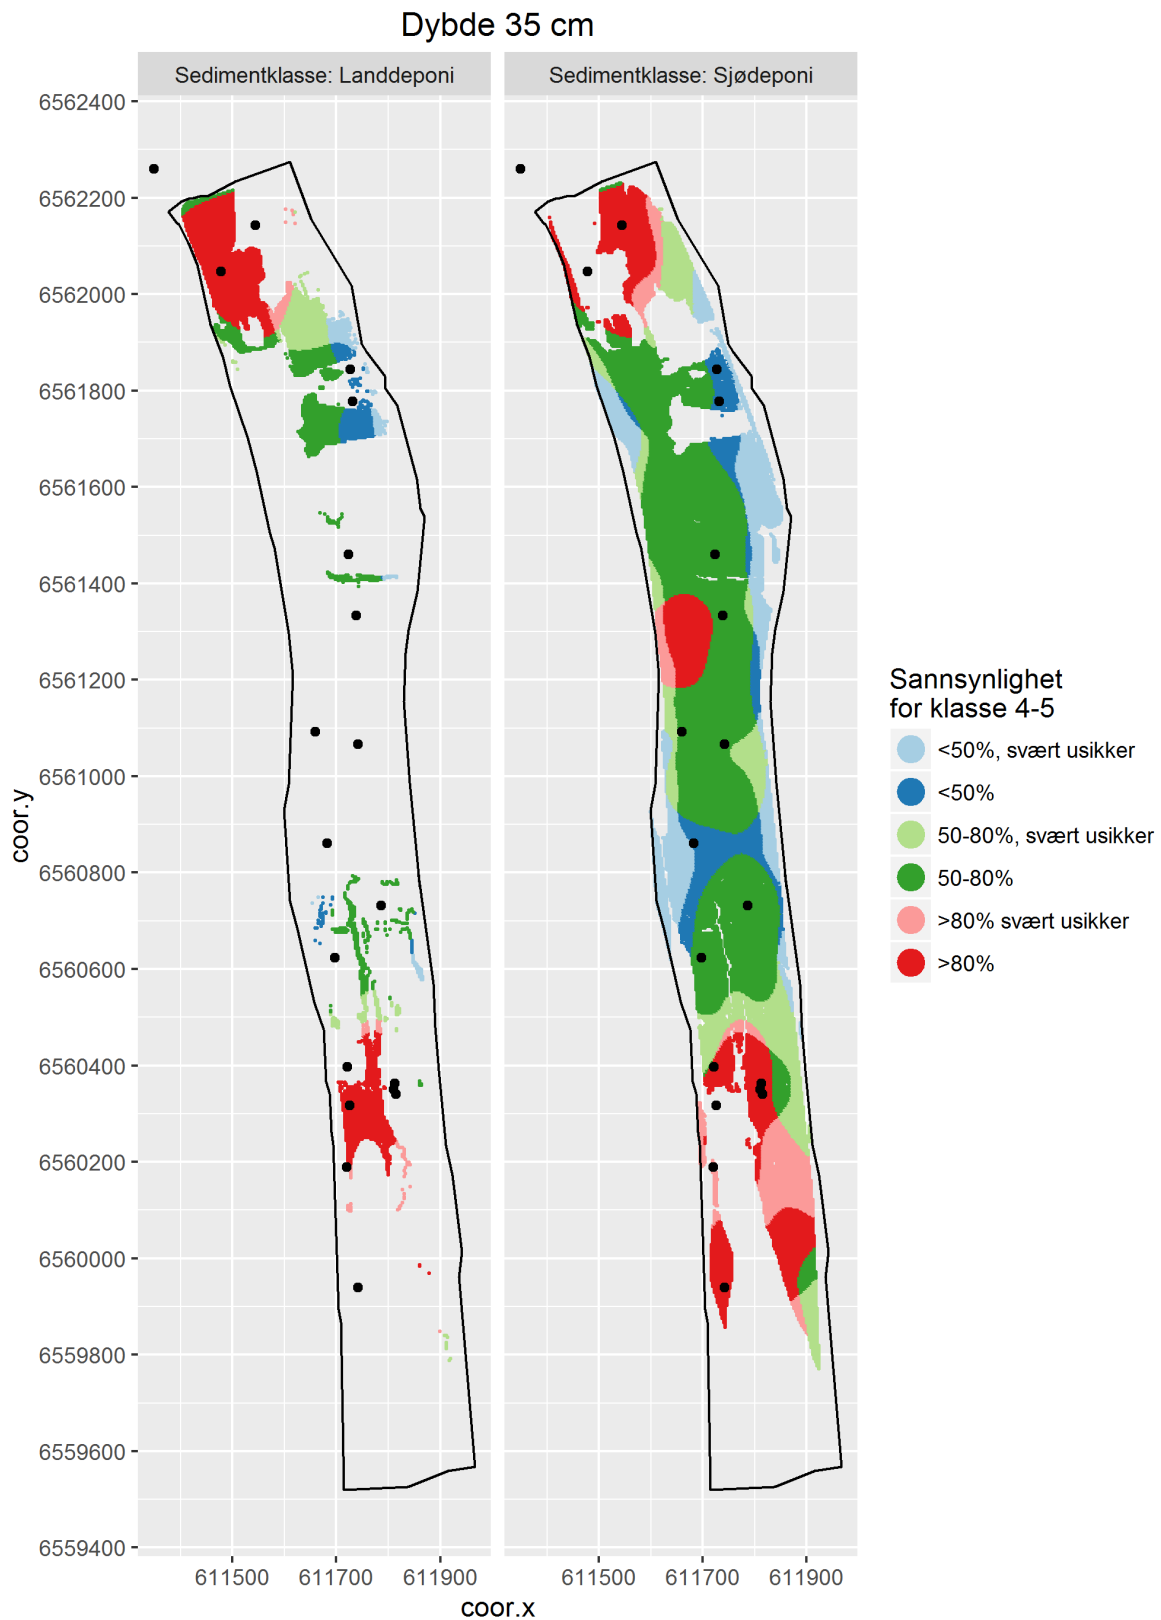 Dybde 35 cm
Sedimentklasse: Landdeponi
Sedimentklasse: Sjødeponi
6562400
6562200
6562000
6561800
6561600
6561400
6561200
6561000
6560800
6560600
6560400
6560200
6560000
6559800
6559600
6559400
coor.y
611500
611700
611900
611500
611700
611900
coor.x
Sannsynlighet
for klasse 4-5
<50%, svært usikker
<50%
50-80%, svært usikker
50-80%
>80% svært usikker
>80%